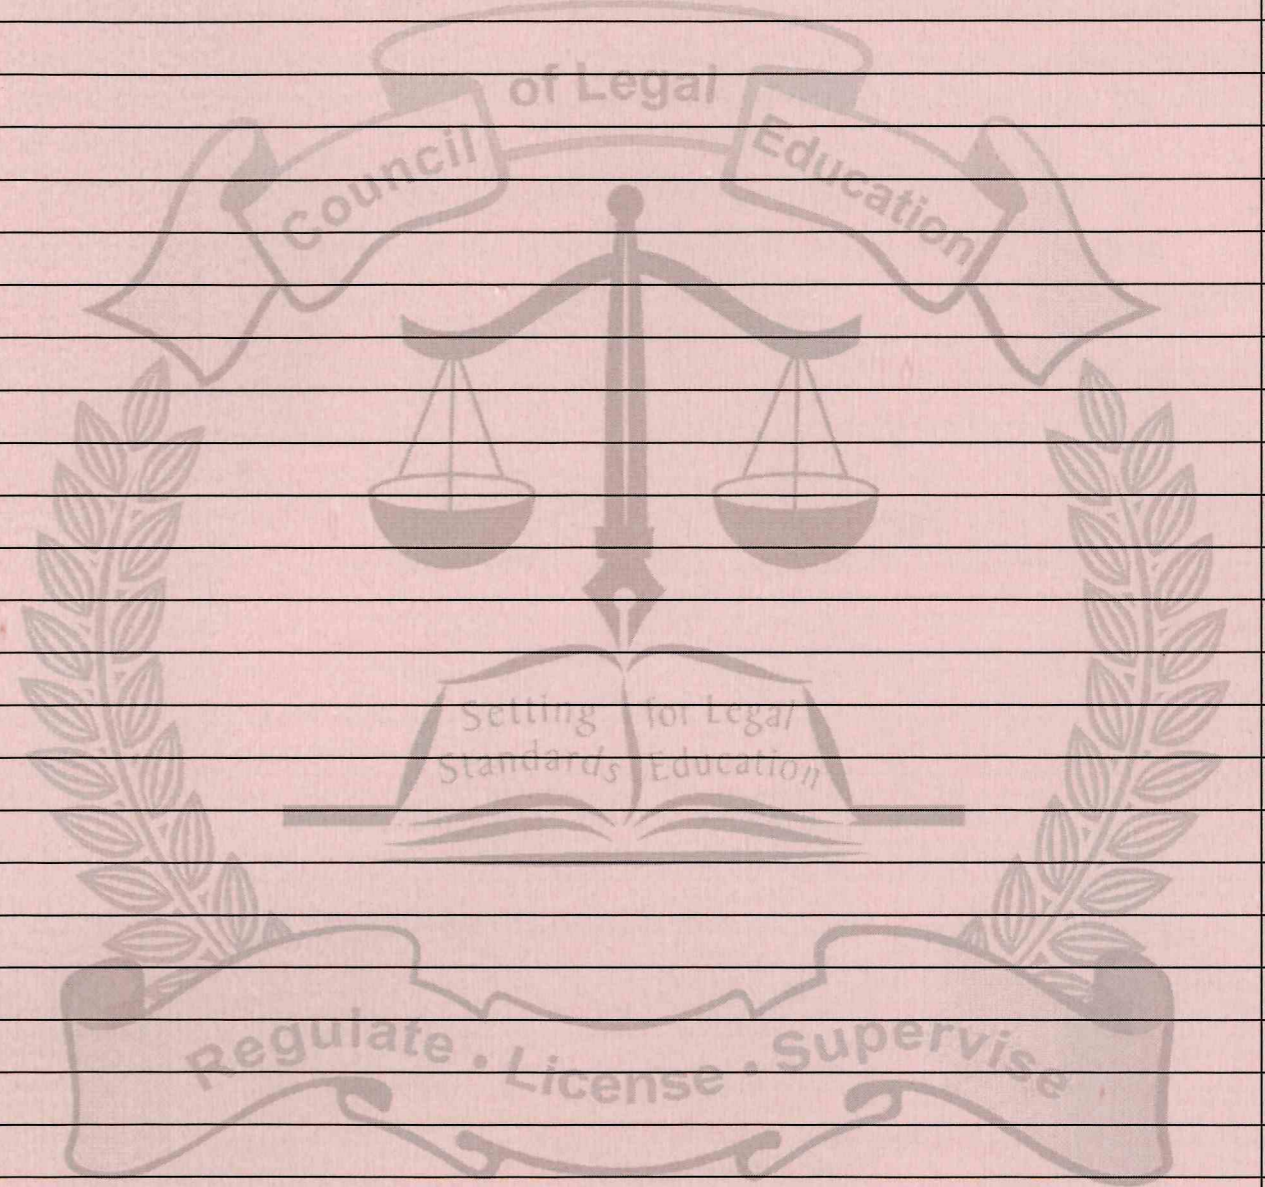 Council of Legal Education
Setting Standards for Legal Education
Regulate • License • Supervise